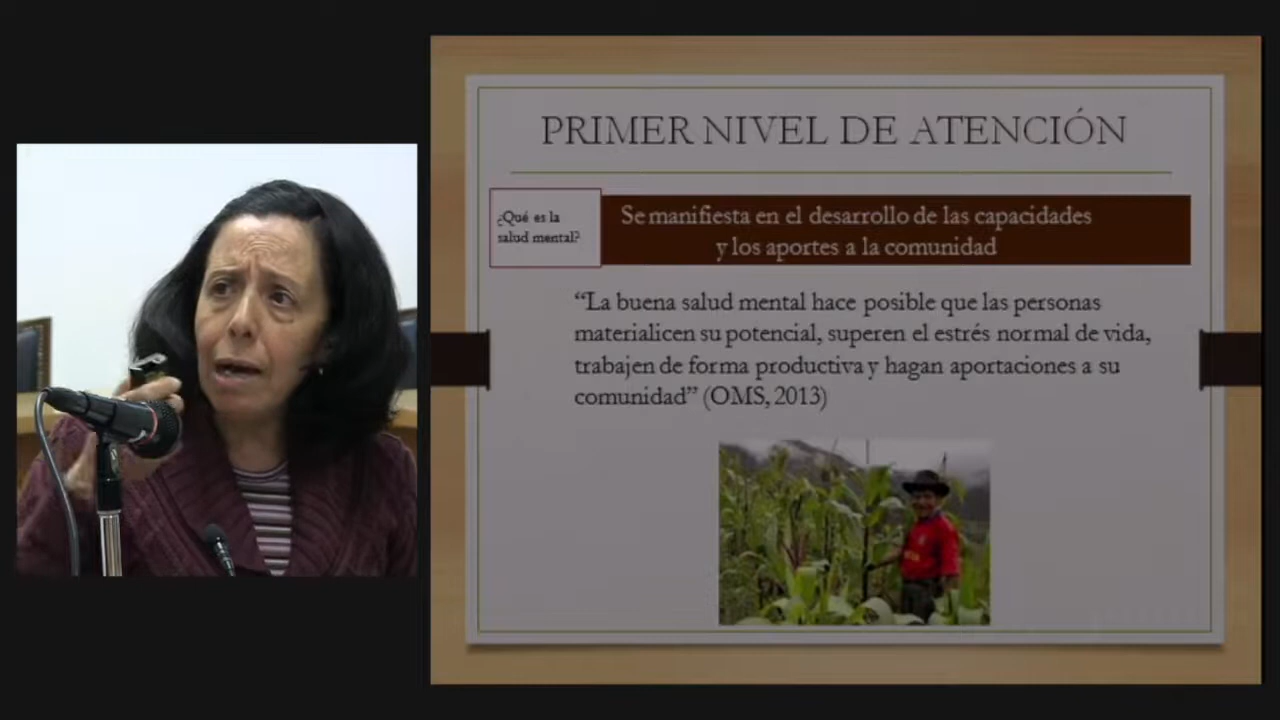 PRIMER NIVEL DE ATENCIÓN
¿Qué es la
salud mental?
Se manifiesta en el desarrollo de las capacidades
y los aportes a la comunidad
“La buena salud mental hace posible que las personas
materialicen su potencial, superen el estrés normal de vida,
trabajen de forma productiva y hagan aportaciones a su
comunidad” (OMS, 2013)